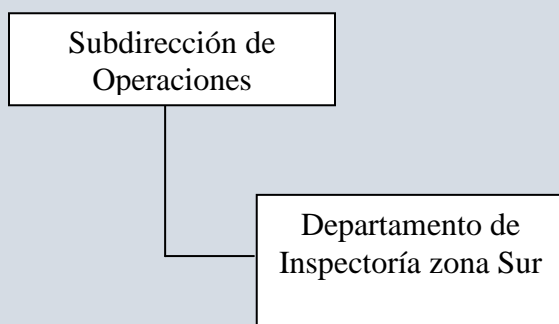 Subdirección de
Operaciones
Departamento de
Inspectoría zona Sur